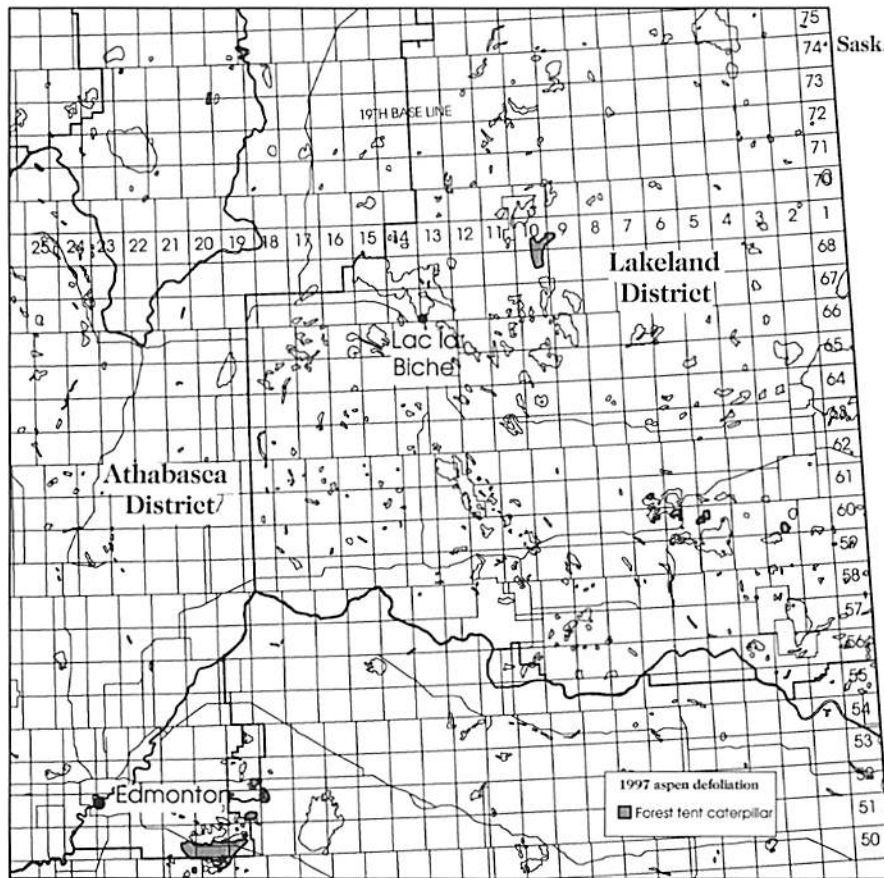 75
74
Sask.
73
19TH BASE LINE
72
71
70
25 24 23 22 21 20 19 18 17 16 15 14 13 12 11 10 9 8 7 6 5 4 3 2 1
68
Lakeland
District
67
66
Lac la
Biche
65
64
63
62
Athabasca
District
61
60
59
58
57
56
55
54
53
52
Edmonton
1997 aspen defoliation
Forest tent caterpillar
51
50